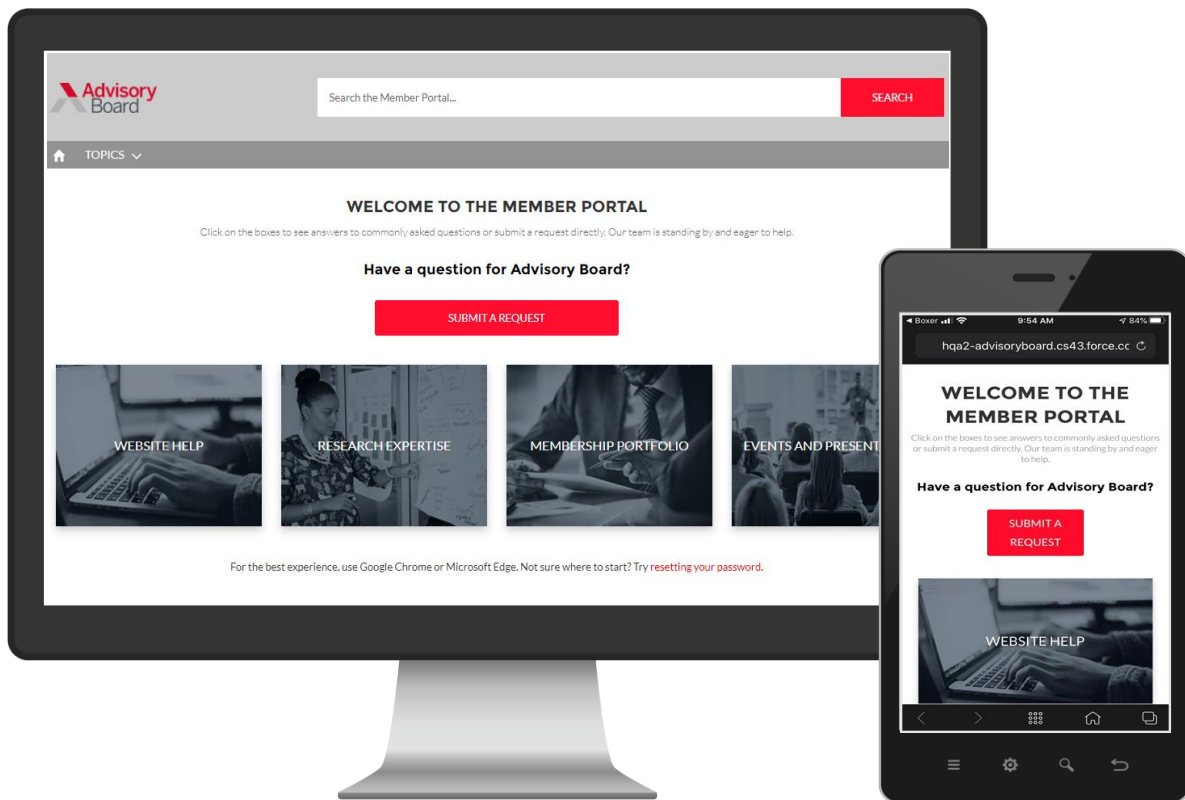 Advisory
Board
Search the Member Portal...
SEARCH
TOPICS
WELCOME TO THE MEMBER PORTAL
Click on the boxes to see answers to commonly asked questions or submit a request directly. Our team is standing by and eager to help.
Have a question for Advisory Board?
SUBMIT A REQUEST
WEBSITE HELP
RESEARCH EXPERTISE
MEMBERSHIP PORTFOLIO
EVENTS AND PRESENT
For the best experience, use Google Chrome or Microsoft Edge. Not sure where to start? Try resetting your password.
Boxer 9:54 AM 84%
hqa2-advisoryboard.cs43.force.cc
WELCOME TO THE
MEMBER PORTAL
Click on the boxes to see answers to commonly asked questions
or submit a request directly. Our team is standing by and eager
to help.
Have a question for Advisory Board?
SUBMIT A
REQUEST
WEBSITE HELP